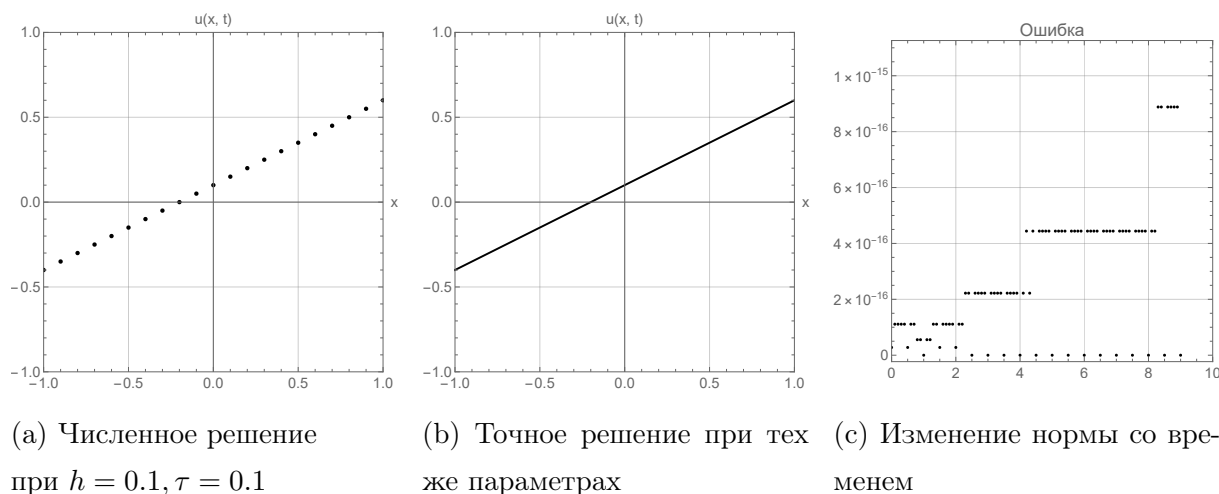 u(x, t)
1.0
0.5
0.0
−0.5
−1.0
−1.0 −0.5 0.0 0.5 1.0
x
u(x, t)
1.0
0.5
0.0
−0.5
−1.0
−1.0 −0.5 0.0 0.5 1.0
x
Ошибка
1 × 10⁻¹⁵
8 × 10⁻¹⁶
6 × 10⁻¹⁶
4 × 10⁻¹⁶
2 × 10⁻¹⁶
0
0 2 4 6 8 10
(a) Численное решение
при h = 0.1, τ = 0.1
(b) Точное решение при тех
же параметрах
(c) Изменение нормы со вре-
менем